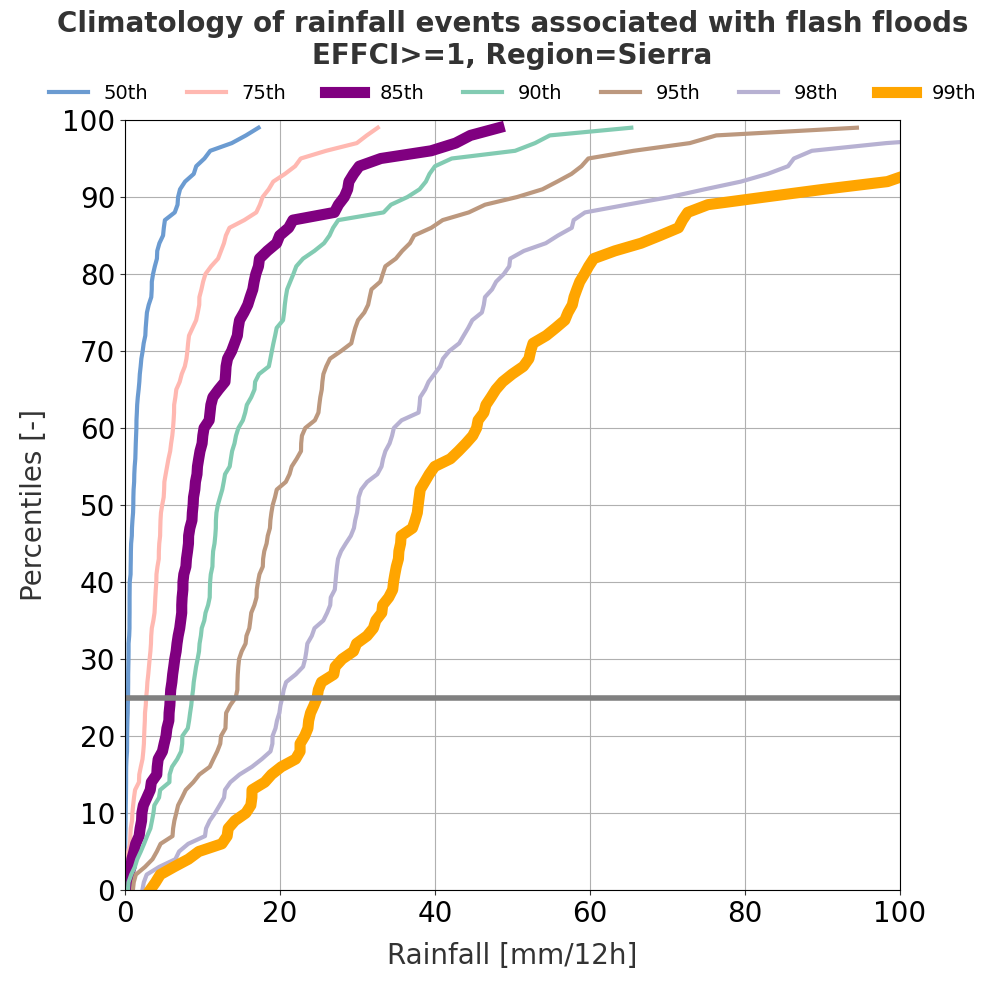 Climatology of rainfall events associated with flash floods
EFFCI>=1, Region=Sierra
50th 75th 85th 90th 95th 98th 99th
100
90
80
70
60
50
40
30
20
10
0
Percentiles [-]
0 20 40 60 80 100
Rainfall [mm/12h]